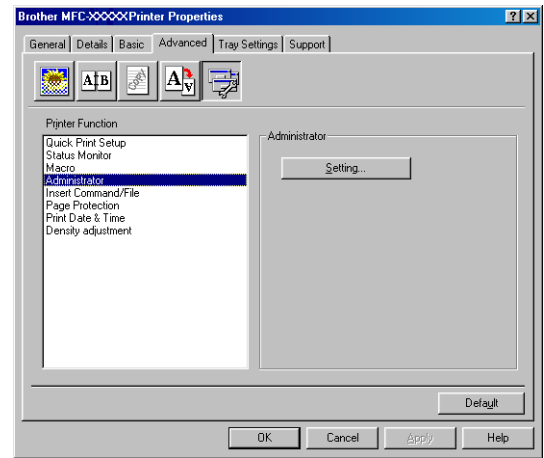 Brother MFC-XXXXXPrinter Properties
General Details Basic Advanced Tray Settings Support
A B
A A
Printer Function
Quick Print Setup
Status Monitor
Macro
Administrator
Insert Command/File
Page Protection
Print Date & Time
Density adjustment
Administrator
Setting...
Default
OK Cancel Apply Help